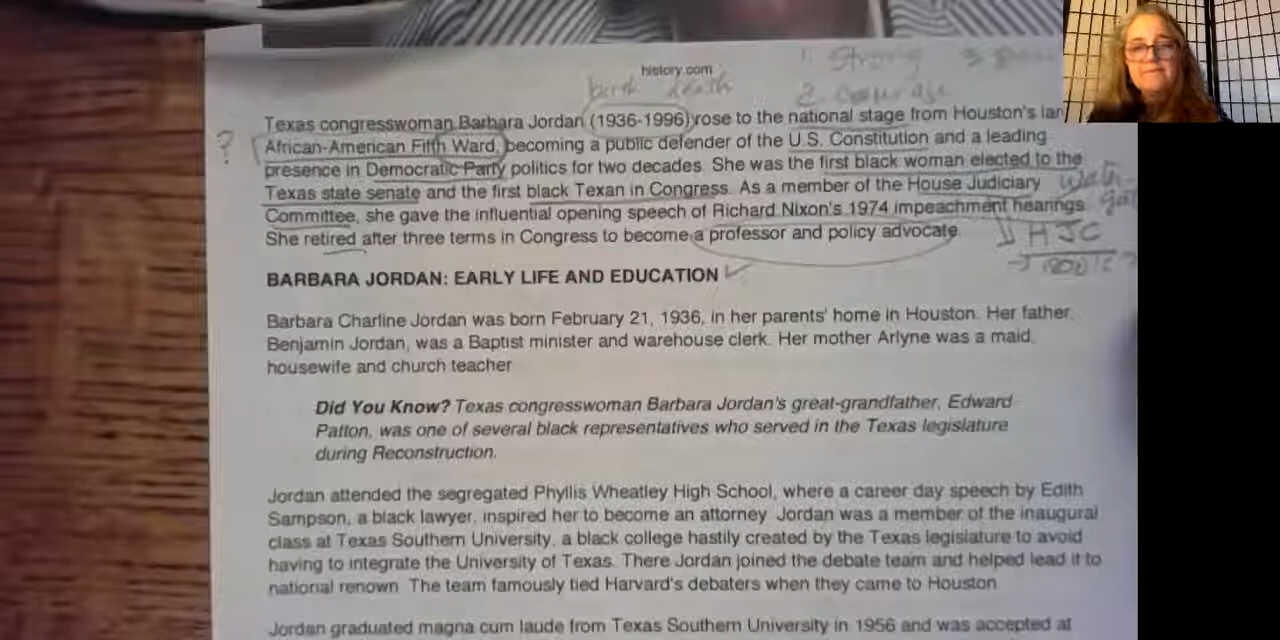 history.com
1. Strong
birth death
2. Courage
Texas congresswoman Barbara Jordan (1936-1996) rose to the national stage from Houston's
? African-American Fifth Ward, becoming a public defender of the U.S. Constitution and a leading
presence in Democratic Party politics for two decades. She was the first black woman elected to the
Texas state senate and the first black Texan in Congress. As a member of the House Judiciary
Committee, she gave the influential opening speech of Richard Nixon's 1974 impeachment hearings.
She retired after three terms in Congress to become a professor and policy advocate.
HJC
BARBARA JORDAN: EARLY LIFE AND EDUCATION
Barbara Charline Jordan was born February 21, 1936, in her parents' home in Houston. Her father,
Benjamin Jordan, was a Baptist minister and warehouse clerk. Her mother Arlyne was a maid,
housewife and church teacher
Did You Know? Texas congresswoman Barbara Jordan's great-grandfather, Edward
Patton, was one of several black representatives who served in the Texas legislature
during Reconstruction.
Jordan attended the segregated Phyllis Wheatley High School, where a career day speech by Edith
Sampson, a black lawyer, inspired her to become an attorney. Jordan was a member of the inaugural
class at Texas Southern University, a black college hastily created by the Texas legislature to avoid
having to integrate the University of Texas. There Jordan joined the debate team and helped lead it to
national renown. The team famously tied Harvard's debaters when they came to Houston.
Jordan graduated magna cum laude from Texas Southern University in 1956 and was accepted at